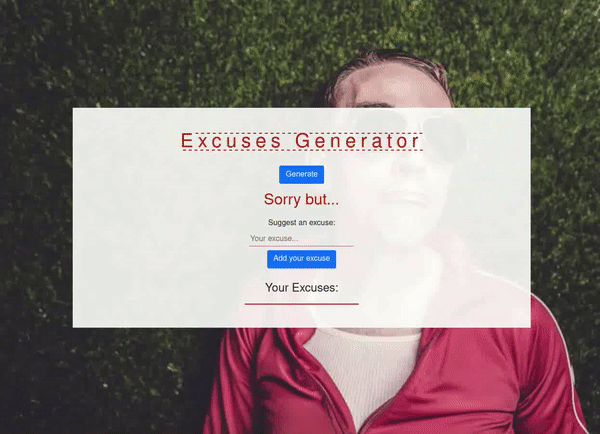 Excuses Generator
Generate
Sorry but...
Suggest an excuse:
Your excuse...
Add your excuse
Your Excuses: